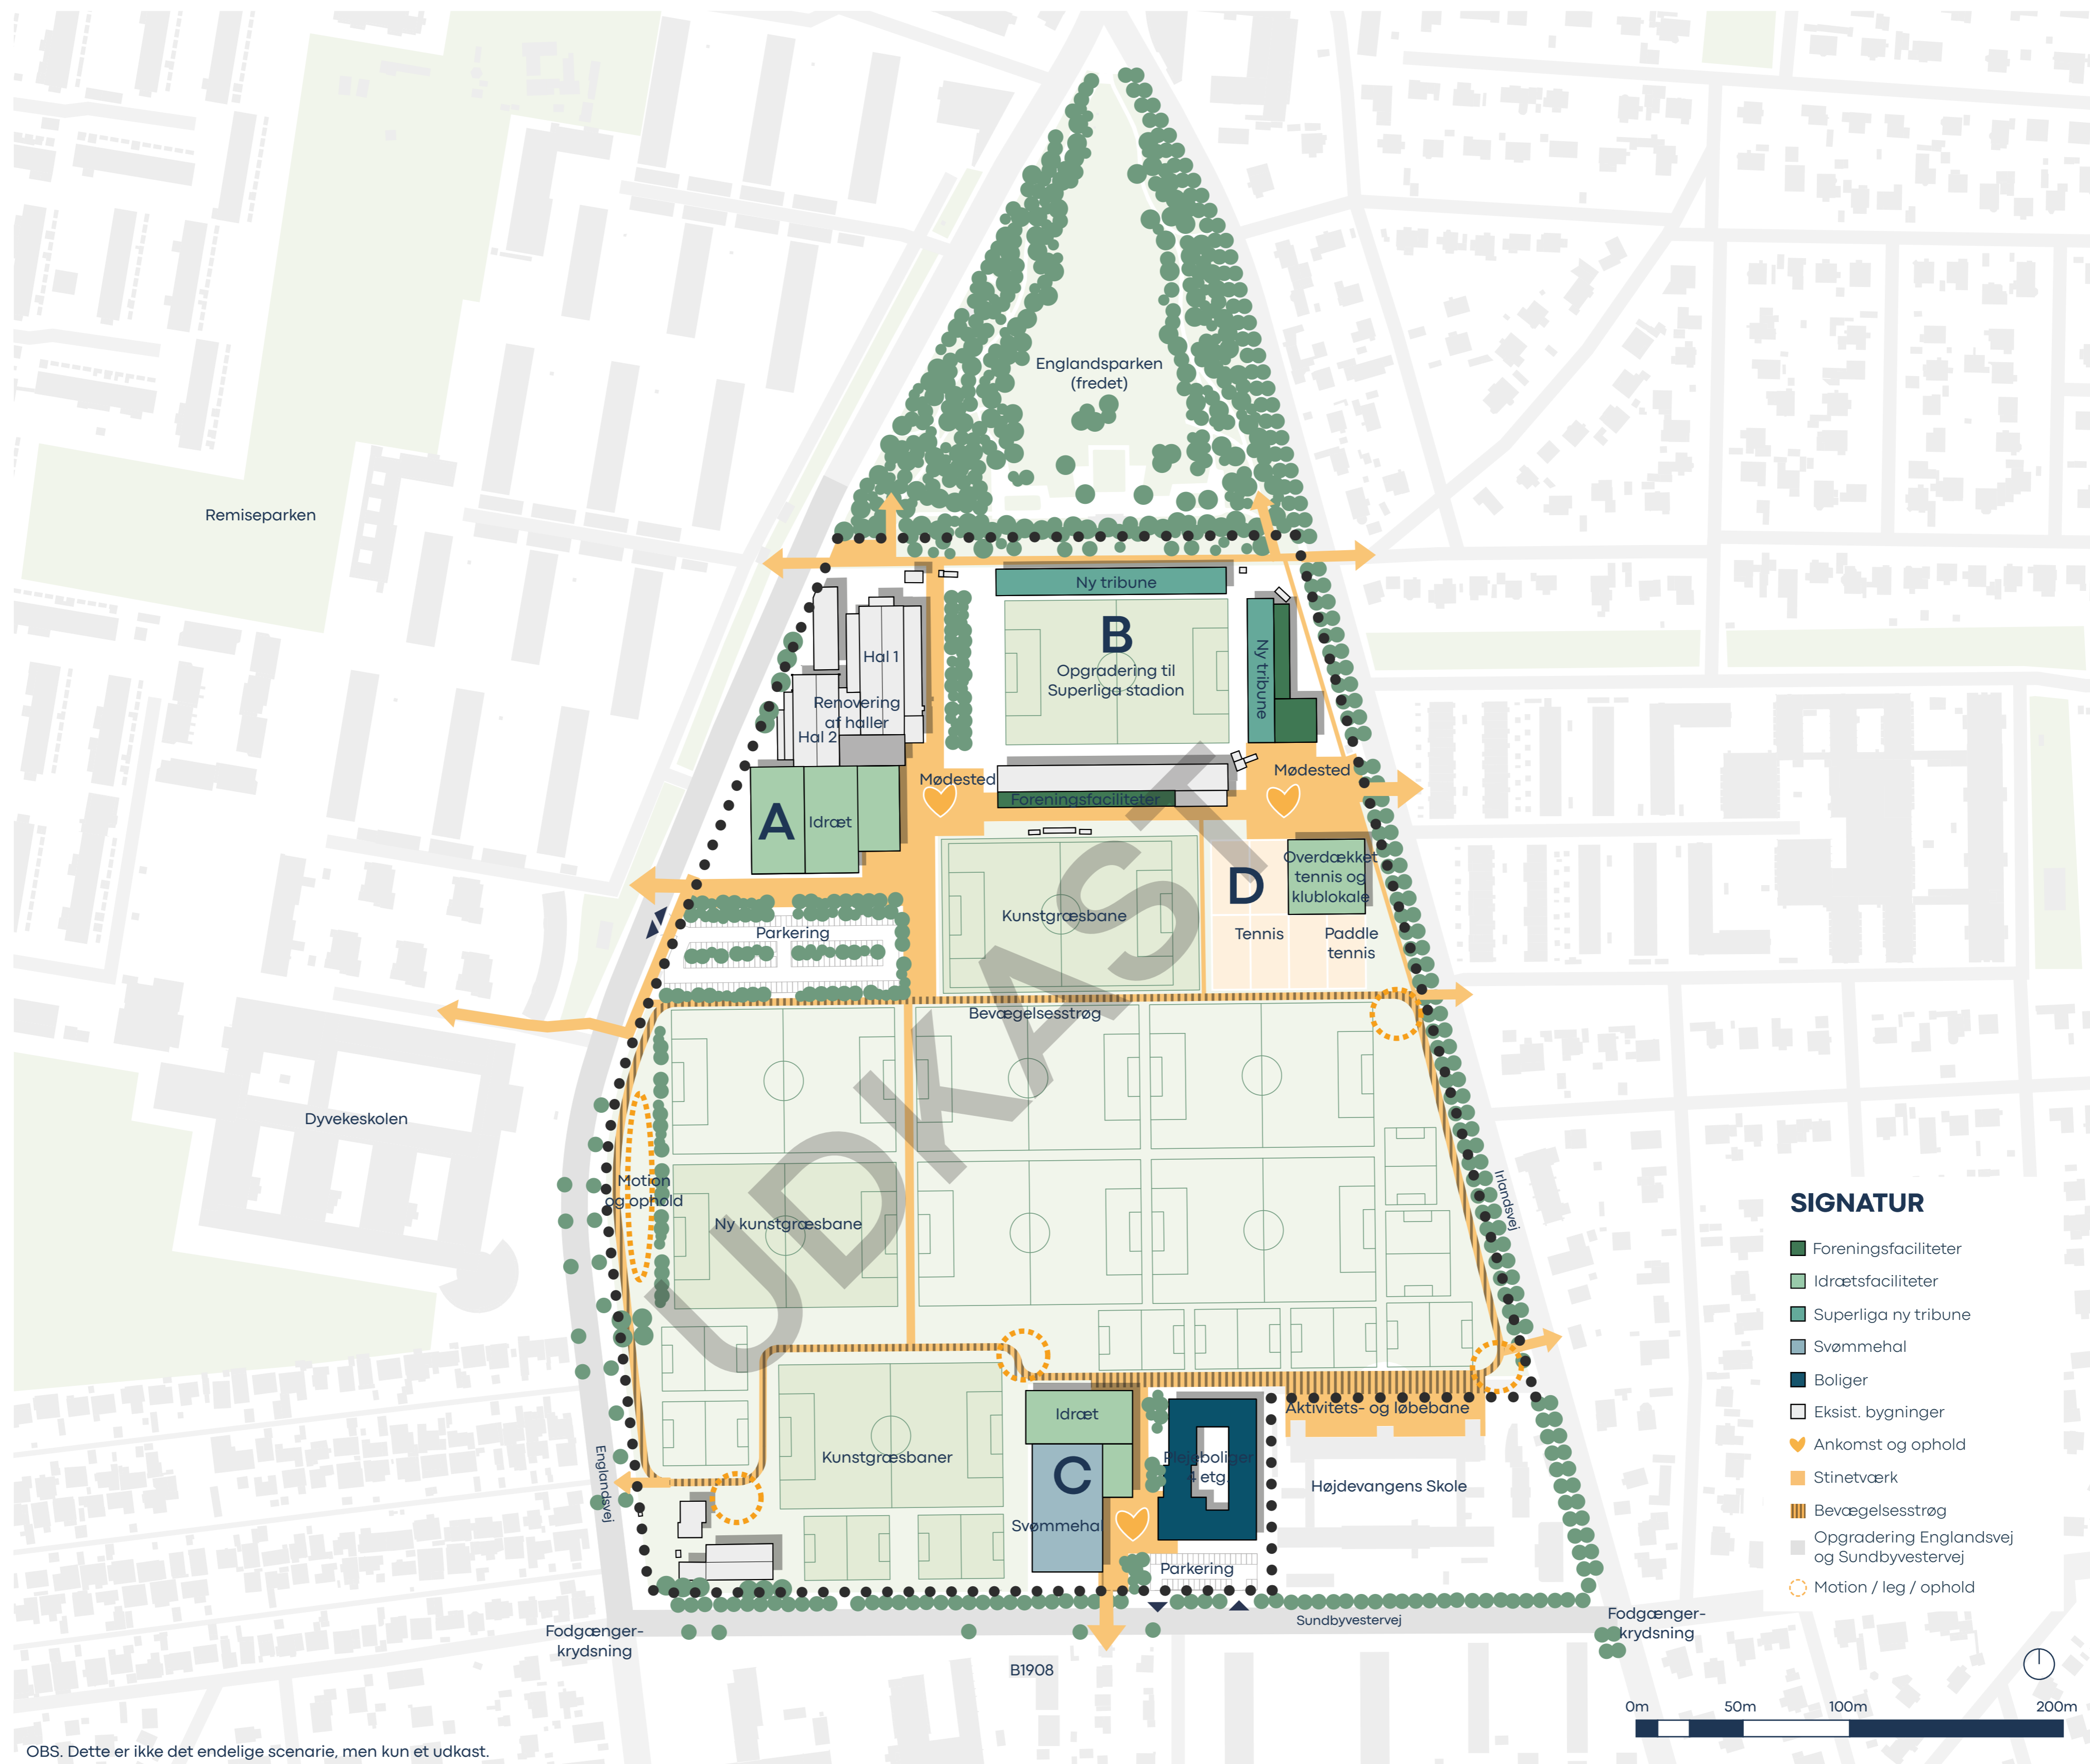 Englandsparken
(fredet)
Remiseparken
Ny tribune
B
Opgradering til
Superliga stadion
Ny tribune
Hal 1
Renovering
af haller
Hal 2
Mødested
Mødested
Foreningsfaciliteter
A
Idræt
Overdækket
tennis og
klublokale
D
Kunstgræsbane
Tennis
Paddle
tennis
Parkering
Bevægelsesstrøg
UDKAST
Dyvekeskolen
Motion
og ophold
Ny kunstgræsbane
Irlandsvej
SIGNATUR
Foreningsfaciliteter
Idrætsfaciliteter
Superliga ny tribune
Svømmehal
Boliger
Eksist. bygninger
Ankomst og ophold
Stinetværk
Bevægelsesstrøg
Opgradering Englandsvej
og Sundbyvestervej
Motion / leg / ophold
Idræt
Aktivitets- og løbebane
Kunstgræsbaner
C
Plejeboliger
4 etg.
Højdevangens Skole
Englandsvej
Svømmehal
Parkering
Sundbyvestervej
Fodgænger-
krydsning
Fodgænger-
krydsning
B1908
0m 50m 100m 200m
OBS. Dette er ikke det endelige scenarie, men kun et udkast.